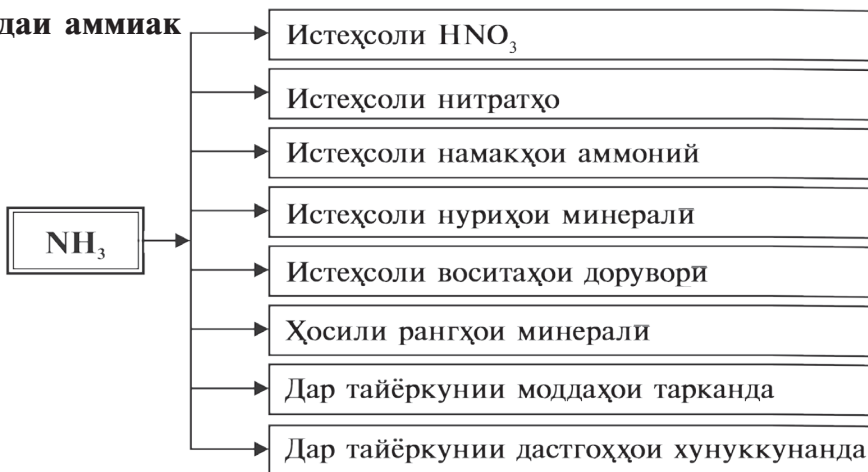 даи аммиак
Истеҳсоли HNO₃
Истеҳсоли нитратҳо
Истеҳсоли намакҳои аммоний
Истеҳсоли нуриҳои минералӣ
NH₃
Истеҳсоли воситаҳои доруворӣ
Ҳосили рангҳои минералӣ
Дар тайёркунии моддаҳои тарканда
Дар тайёркунии дастгоҳҳои хунуккунанда